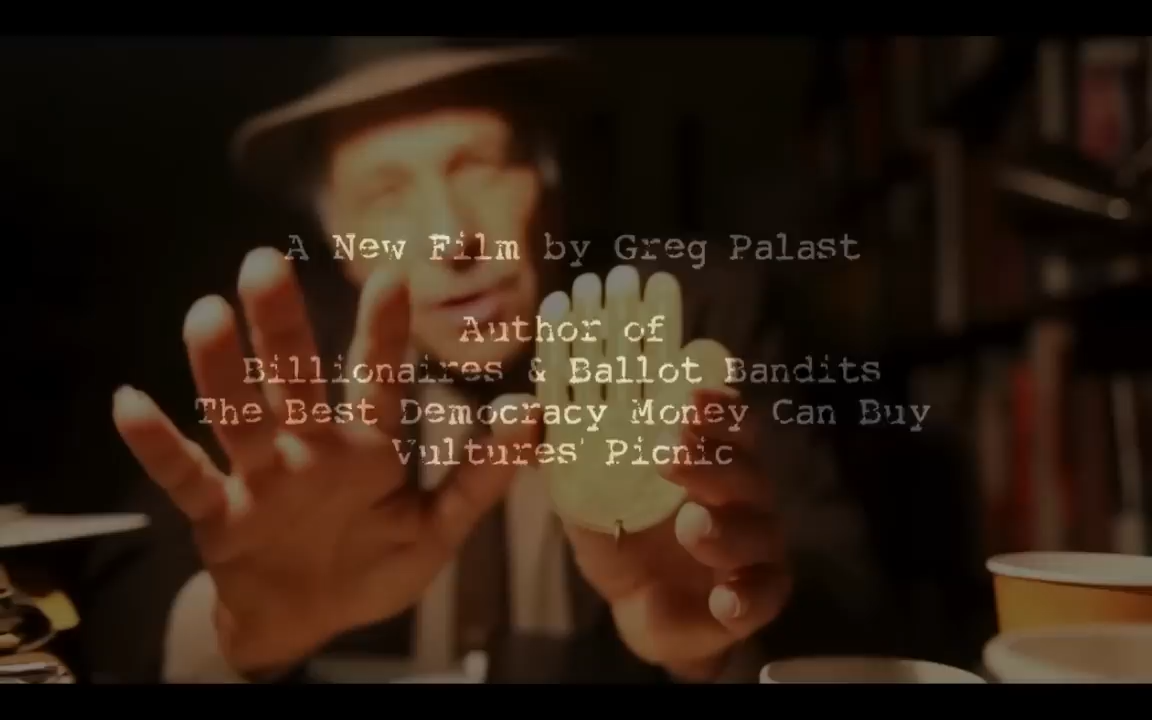 A New Film by Greg Palast
Author of
Billionaires & Ballot Bandits
The Best Democracy Money Can Buy
Vultures' Picnic